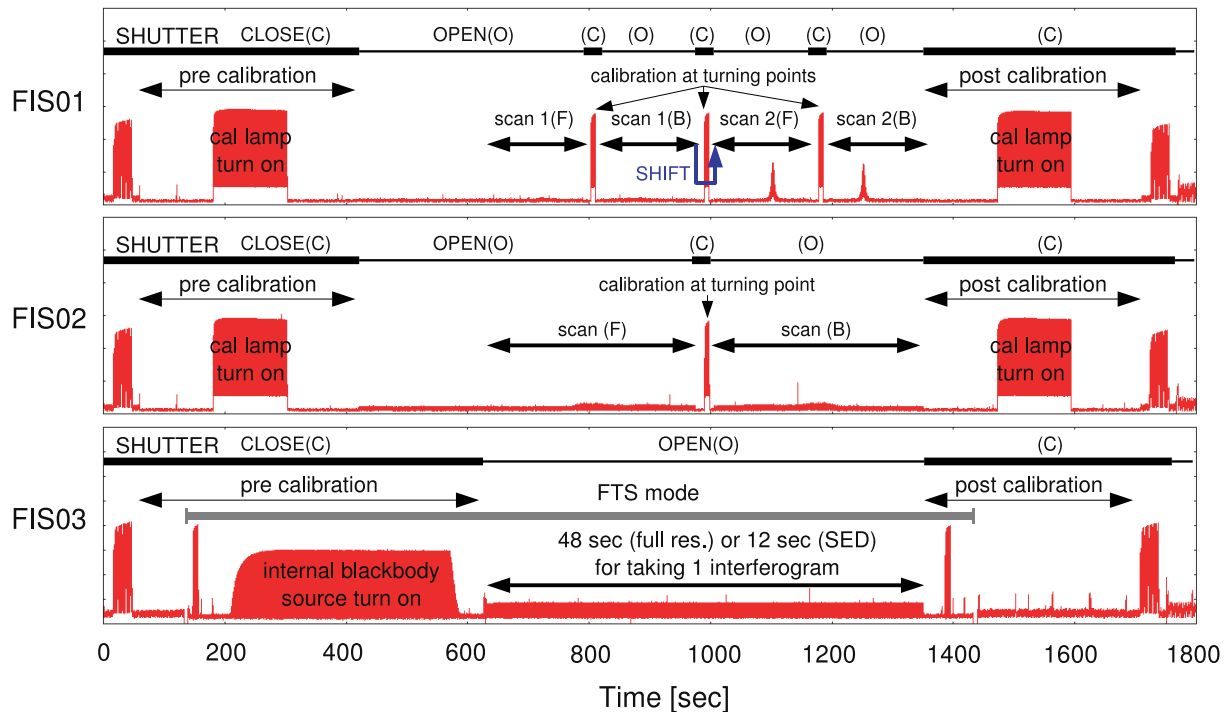 SHUTTER CLOSE(C) OPEN(O) (C) (O) (C) (O) (C) (O) (C)
pre calibration calibration at turning points post calibration
FIS01
scan 1(F) scan 1(B) scan 2(F) scan 2(B)
cal lamp
turn on
SHIFT
cal lamp
turn on
SHUTTER CLOSE(C) OPEN(O) (C) (O) (C)
pre calibration calibration at turning point post calibration
FIS02
scan (F) scan (B)
cal lamp
turn on
cal lamp
turn on
SHUTTER CLOSE(C) OPEN(O) (C)
pre calibration FTS mode post calibration
FIS03
48 sec (full res.) or 12 sec (SED)
for taking 1 interferogram
internal blackbody
source turn on
0 200 400 600 800 1000 1200 1400 1600 1800
Time [sec]